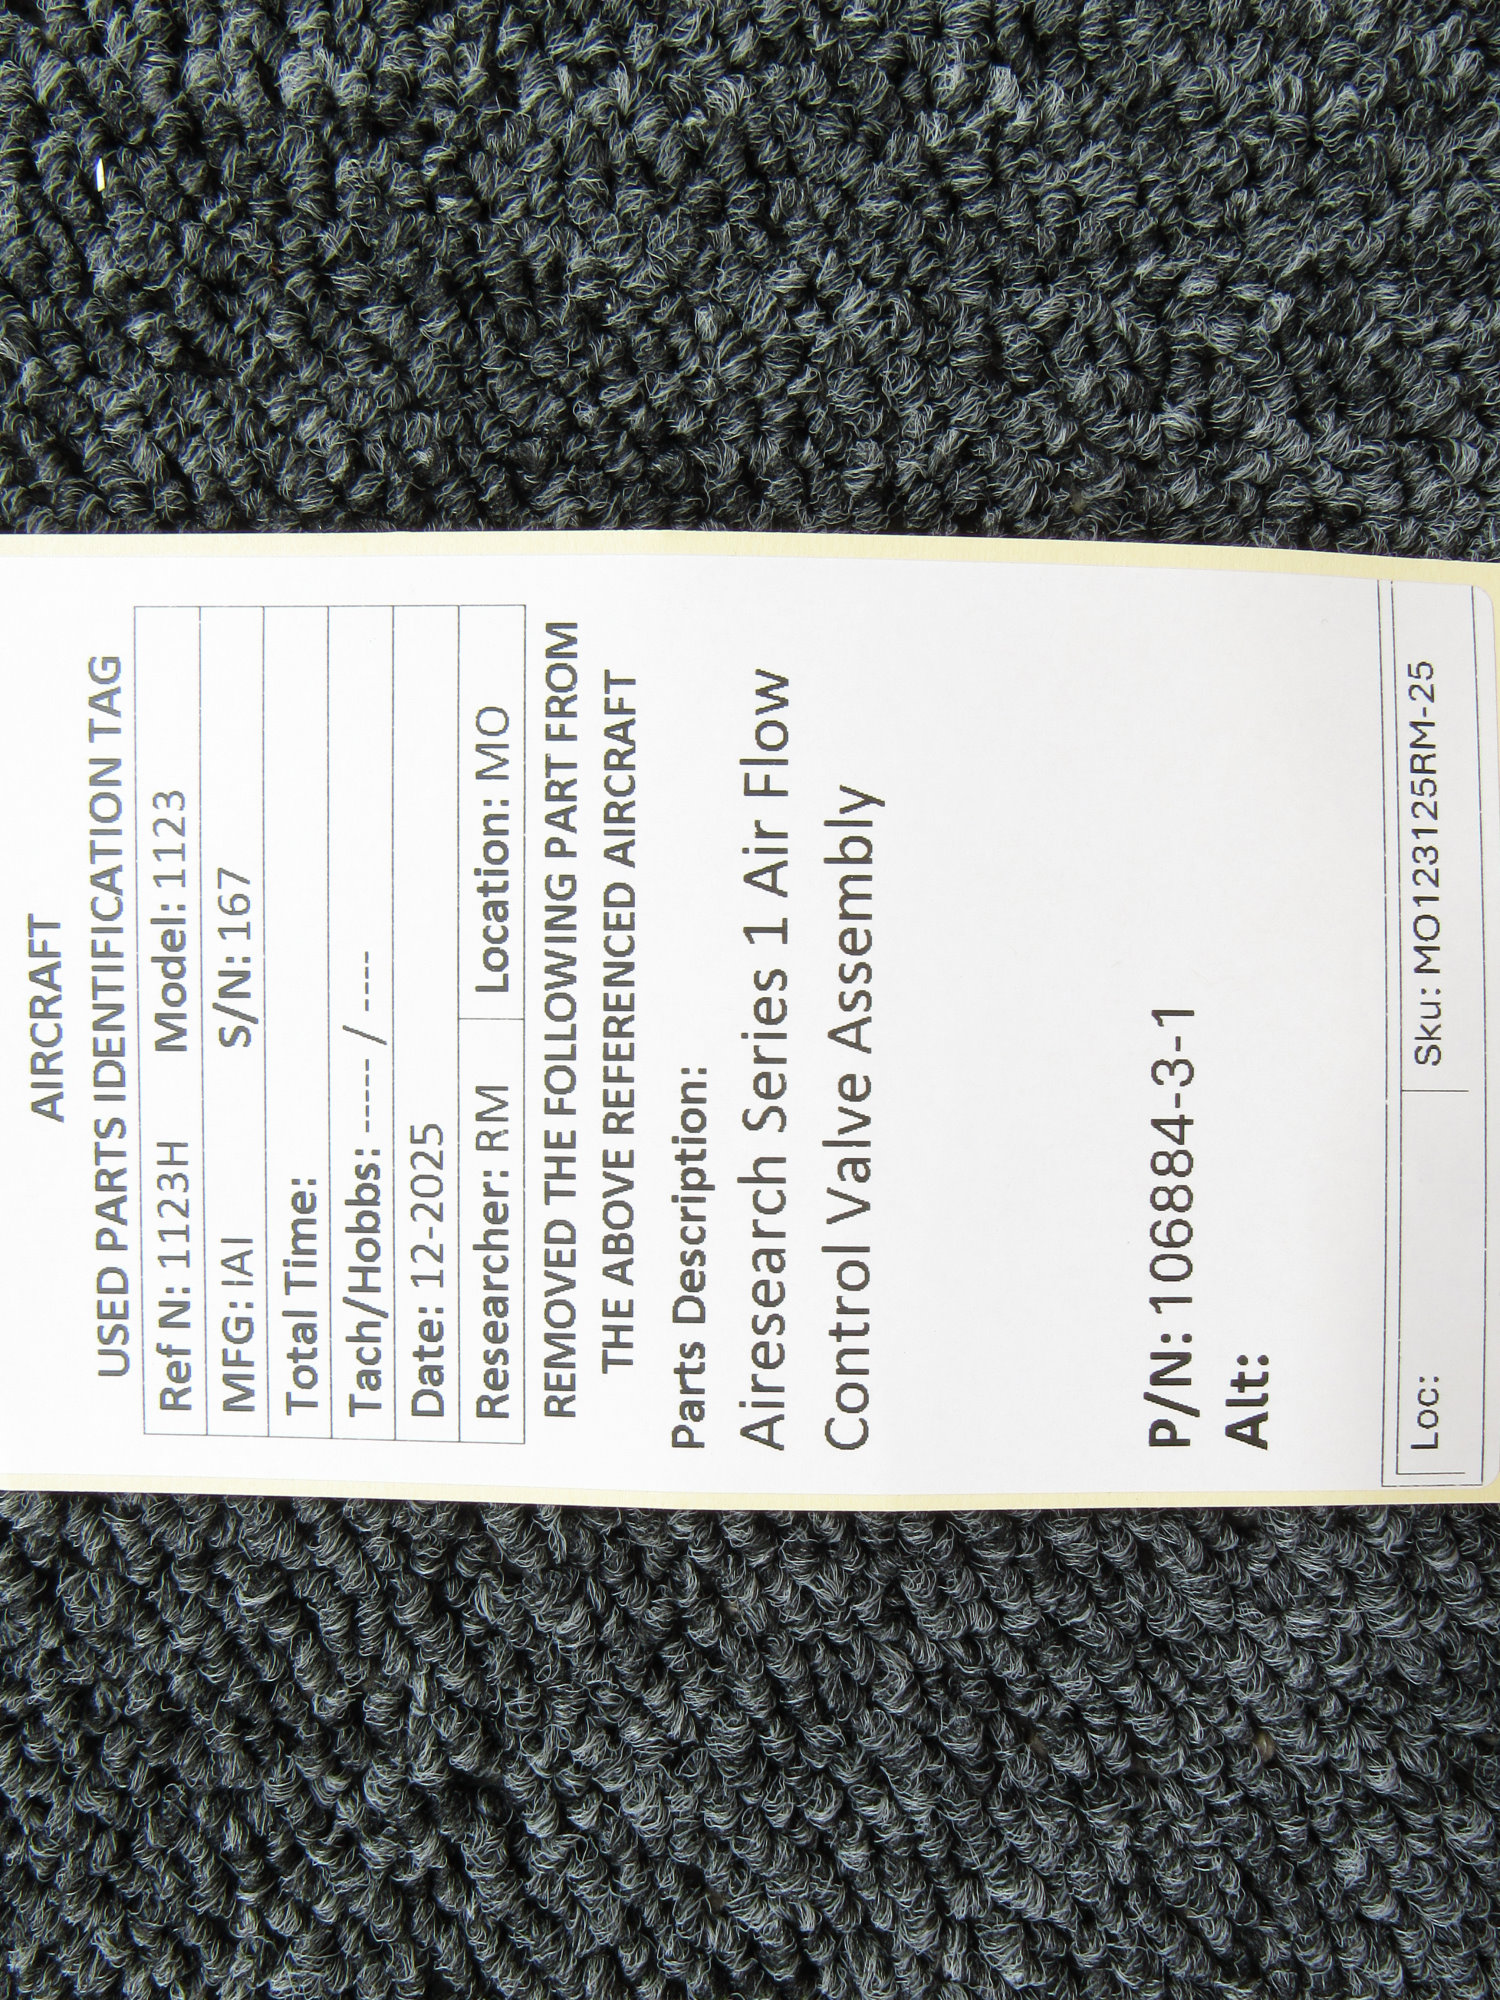 AIRCRAFT
USED PARTS IDENTIFICATION TAG
Ref N: 1123H Model: 1123
MFG: IAI S/N: 167
Total Time:
Tach/Hobbs: ----- / ----
Date: 12-2025
Researcher: RM Location: MO
REMOVED THE FOLLOWING PART FROM
THE ABOVE REFERENCED AIRCRAFT
Parts Description:
Airesearch Series 1 Air Flow
Control Valve Assembly
P/N: 106884-3-1
Alt:
Loc: Sku: MO123125RM-25